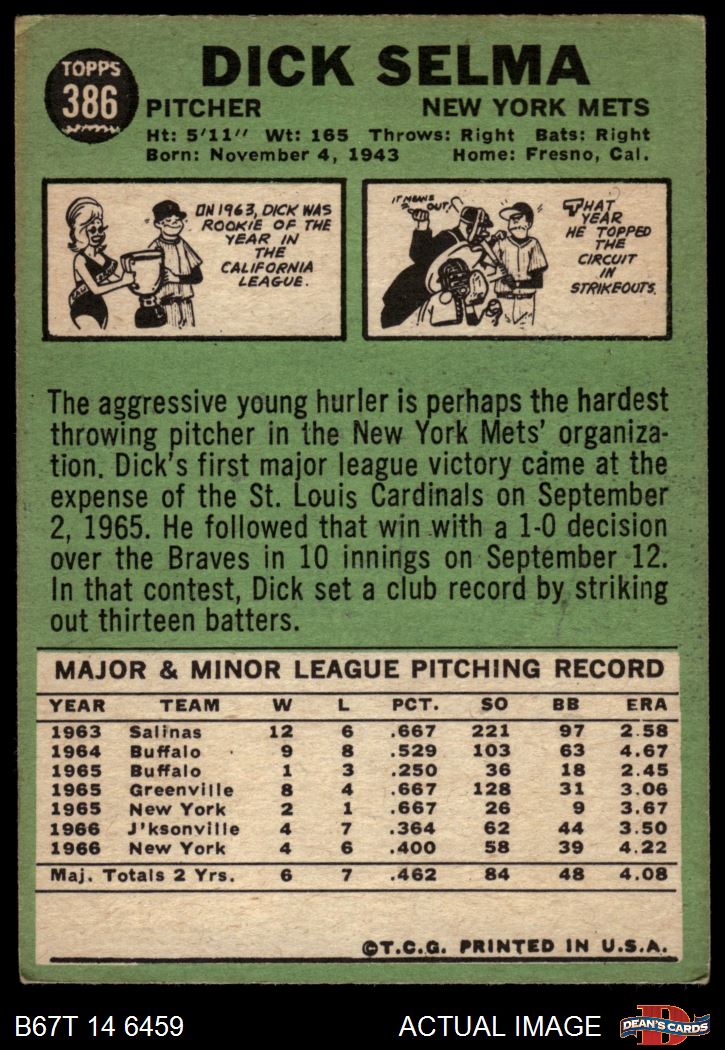 TOPPS
386
DICK SELMA
PITCHER NEW YORK METS
Ht: 5'11" Wt: 165 Throws: Right Bats: Right
Born: November 4, 1943 Home: Fresno, Cal.
IN 1963, DICK WAS
ROOKIE OF THE
YEAR IN
THE
CALIFORNIA
LEAGUE.
IT MEANS
OUT!
THAT
YEAR
HE TOPPED
THE
CIRCUIT
IN
STRIKEOUTS.
The aggressive young hurler is perhaps the hardest
throwing pitcher in the New York Mets' organiza-
tion. Dick's first major league victory came at the
expense of the St. Louis Cardinals on September
2, 1965. He followed that win with a 1-0 decision
over the Braves in 10 innings on September 12.
In that contest, Dick set a club record by striking
out thirteen batters.
MAJOR & MINOR LEAGUE PITCHING RECORD
YEAR TEAM W L PCT. SO BB ERA
1963 Salinas 12 6 .667 221 97 2.58
1964 Buffalo 9 8 .529 103 63 4.67
1965 Buffalo 1 3 .250 36 18 2.45
1965 Greenville 8 4 .667 128 31 3.06
1965 New York 2 1 .667 26 9 3.67
1966 J'ksonville 4 7 .364 62 44 3.50
1966 New York 4 6 .400 58 39 4.22
Maj. Totals 2 Yrs. 6 7 .462 84 48 4.08
©T.C.G. PRINTED IN U.S.A.
B67T 14 6459 ACTUAL IMAGE
D
DEAN'S CARDS